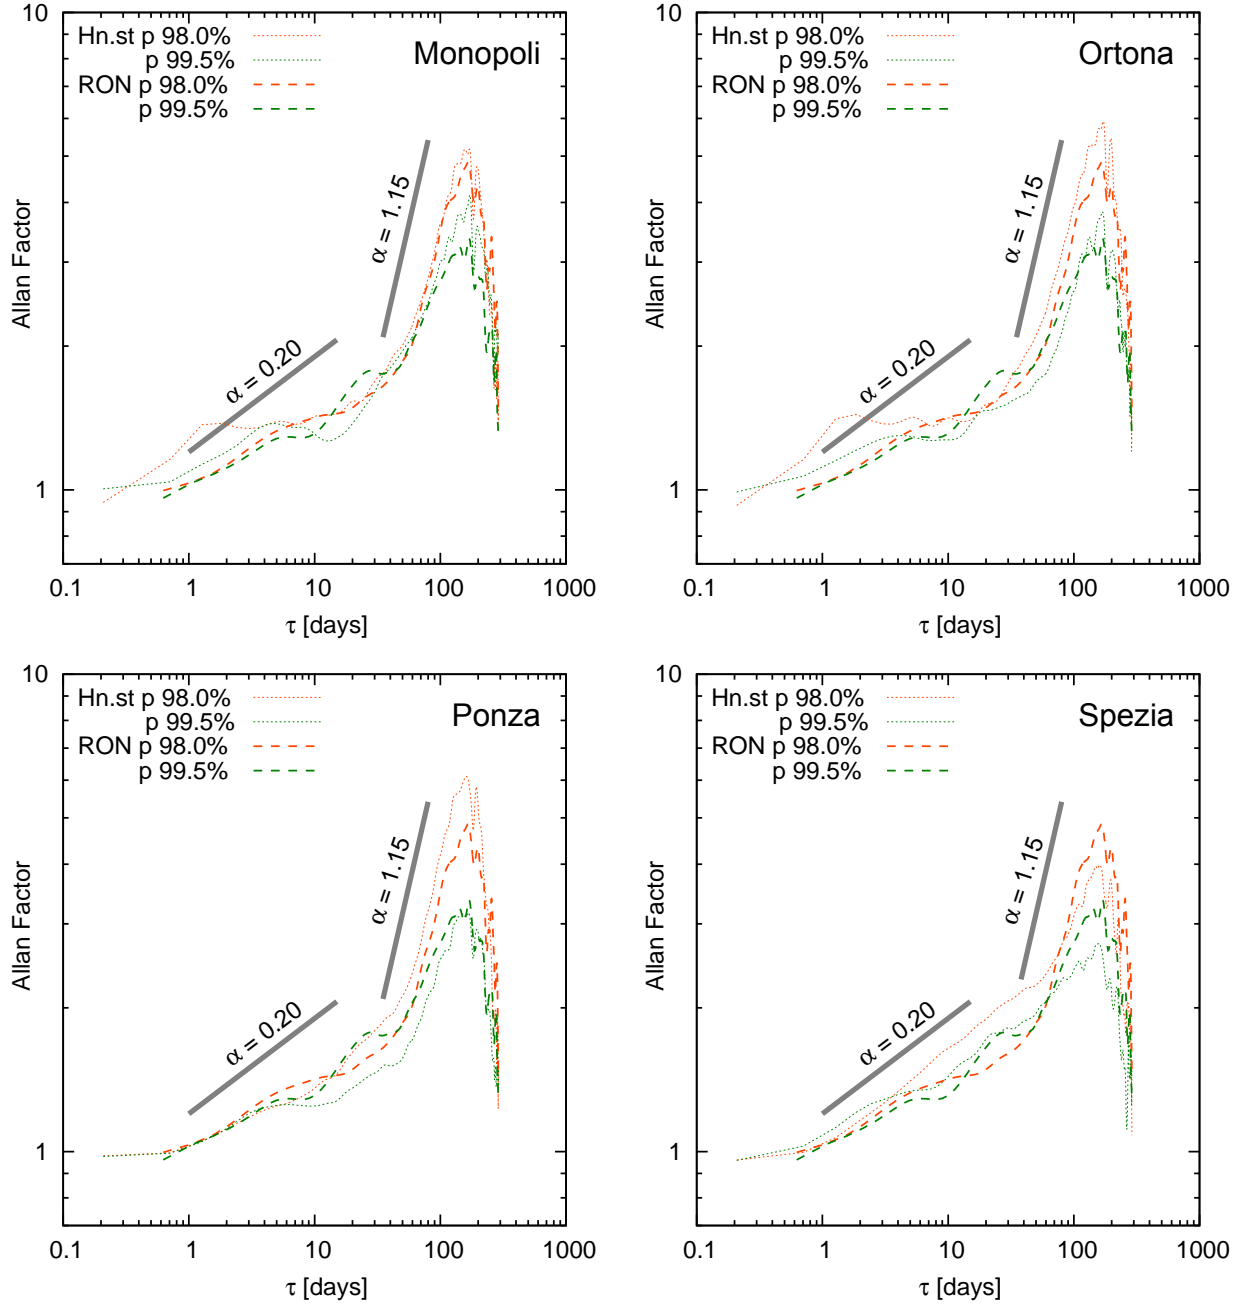 10
Hn.st p 98.0%
p 99.5%
RON p 98.0%
p 99.5%
Monopoli
α = 1.15
α = 0.20
Allan Factor
1
0.1 1 10 100 1000
τ [days]
10
Hn.st p 98.0%
p 99.5%
RON p 98.0%
p 99.5%
Ortona
α = 1.15
α = 0.20
Allan Factor
1
0.1 1 10 100 1000
τ [days]
10
Hn.st p 98.0%
p 99.5%
RON p 98.0%
p 99.5%
Ponza
α = 1.15
α = 0.20
Allan Factor
1
0.1 1 10 100 1000
τ [days]
10
Hn.st p 98.0%
p 99.5%
RON p 98.0%
p 99.5%
Spezia
α = 1.15
α = 0.20
Allan Factor
1
0.1 1 10 100 1000
τ [days]